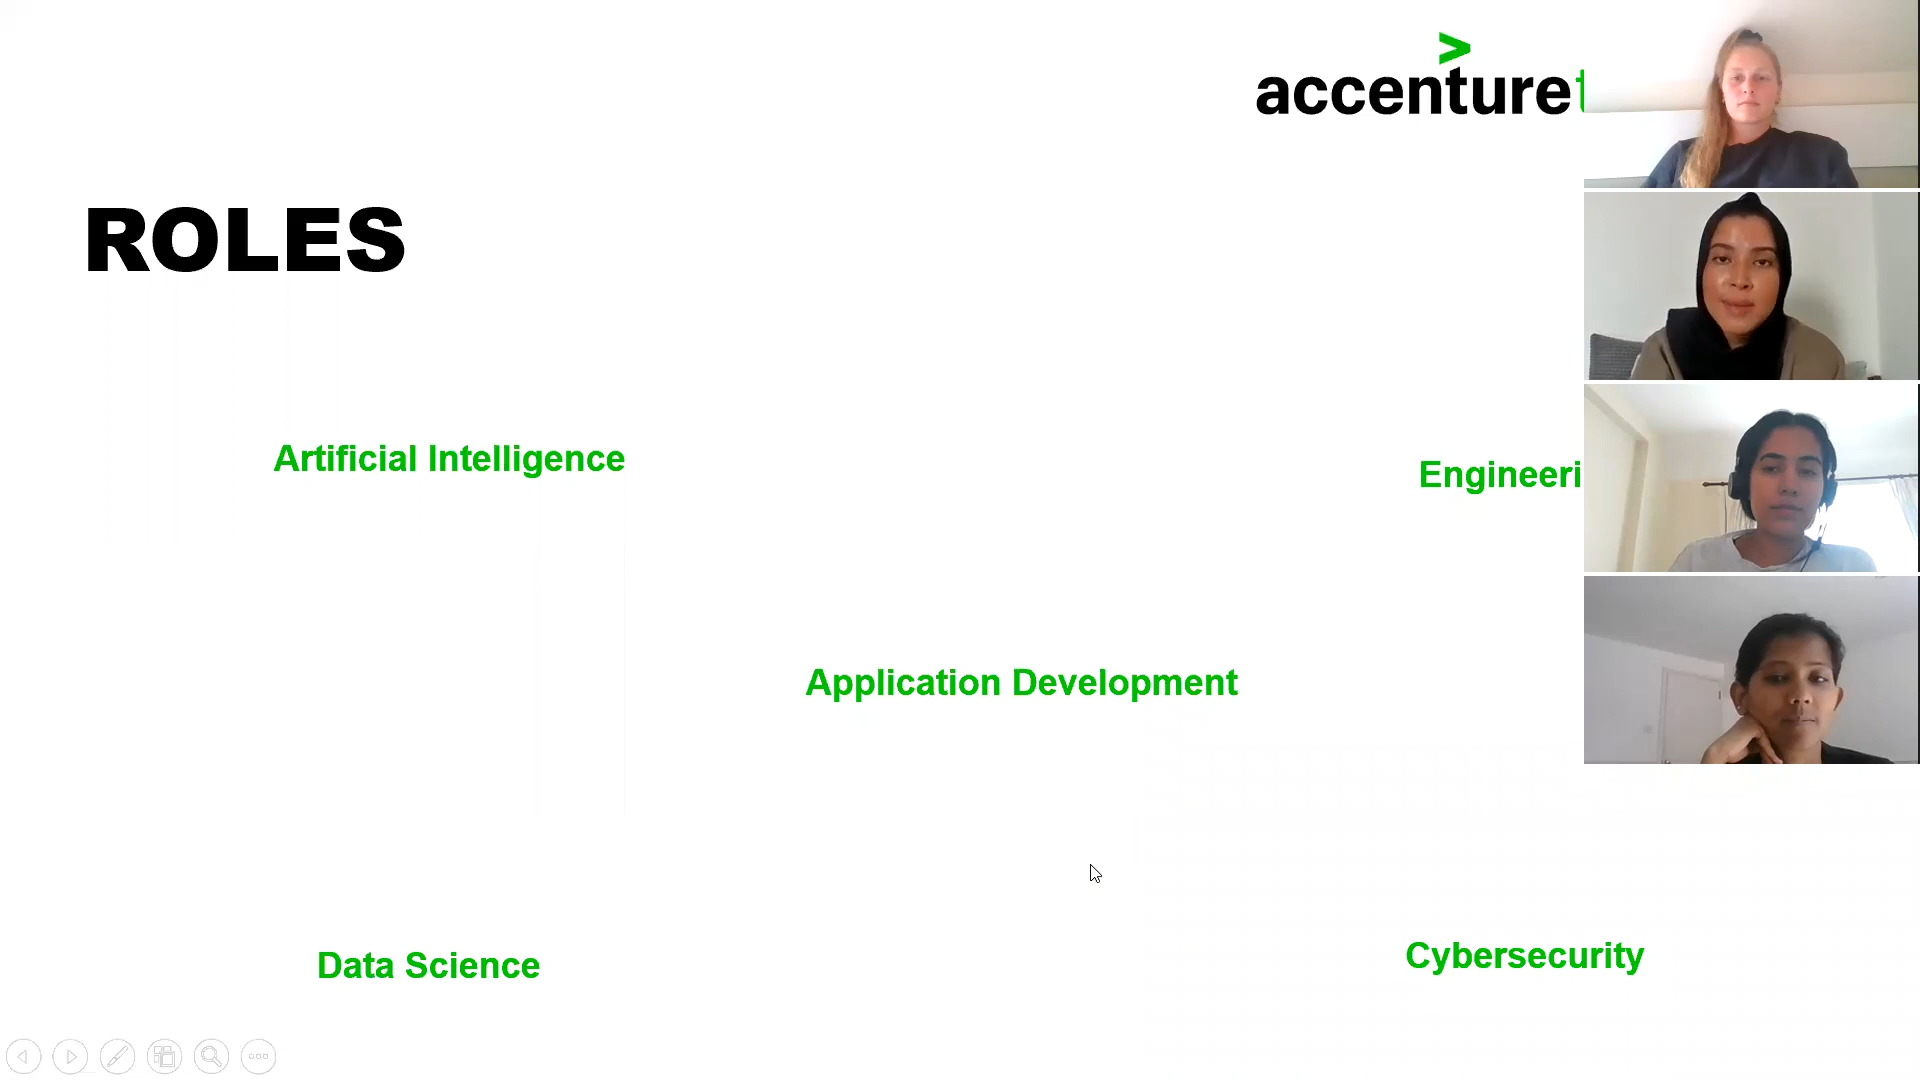 >
accenture
ROLES
Artificial Intelligence
Engineeri
Application Development
Data Science
Cybersecurity